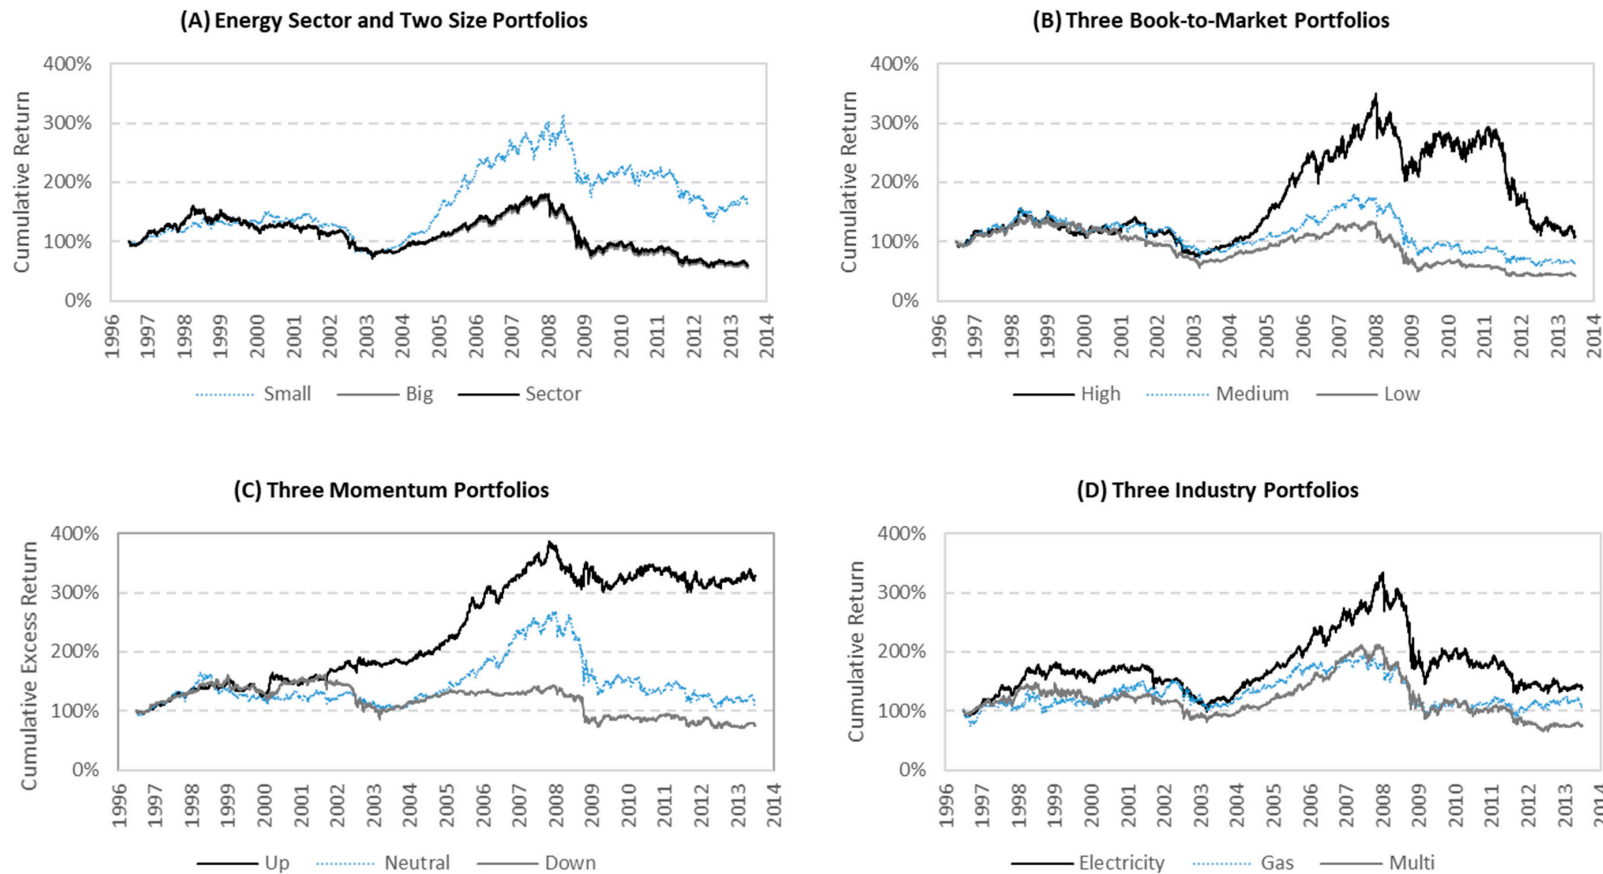 (A) Energy Sector and Two Size Portfolios
Cumulative Return
400%
300%
200%
100%
0%
1996 1997 1998 1999 2000 2001 2002 2003 2004 2005 2006 2007 2008 2009 2010 2011 2012 2013 2014
Small Big Sector
(B) Three Book-to-Market Portfolios
Cumulative Return
400%
300%
200%
100%
0%
1996 1997 1998 1999 2000 2001 2002 2003 2004 2005 2006 2007 2008 2009 2010 2011 2012 2013 2014
High Medium Low
(C) Three Momentum Portfolios
Cumulative Excess Return
400%
300%
200%
100%
0%
1996 1997 1998 1999 2000 2001 2002 2003 2004 2005 2006 2007 2008 2009 2010 2011 2012 2013 2014
Up Neutral Down
(D) Three Industry Portfolios
Cumulative Return
400%
300%
200%
100%
0%
1996 1997 1998 1999 2000 2001 2002 2003 2004 2005 2006 2007 2008 2009 2010 2011 2012 2013 2014
Electricity Gas Multi